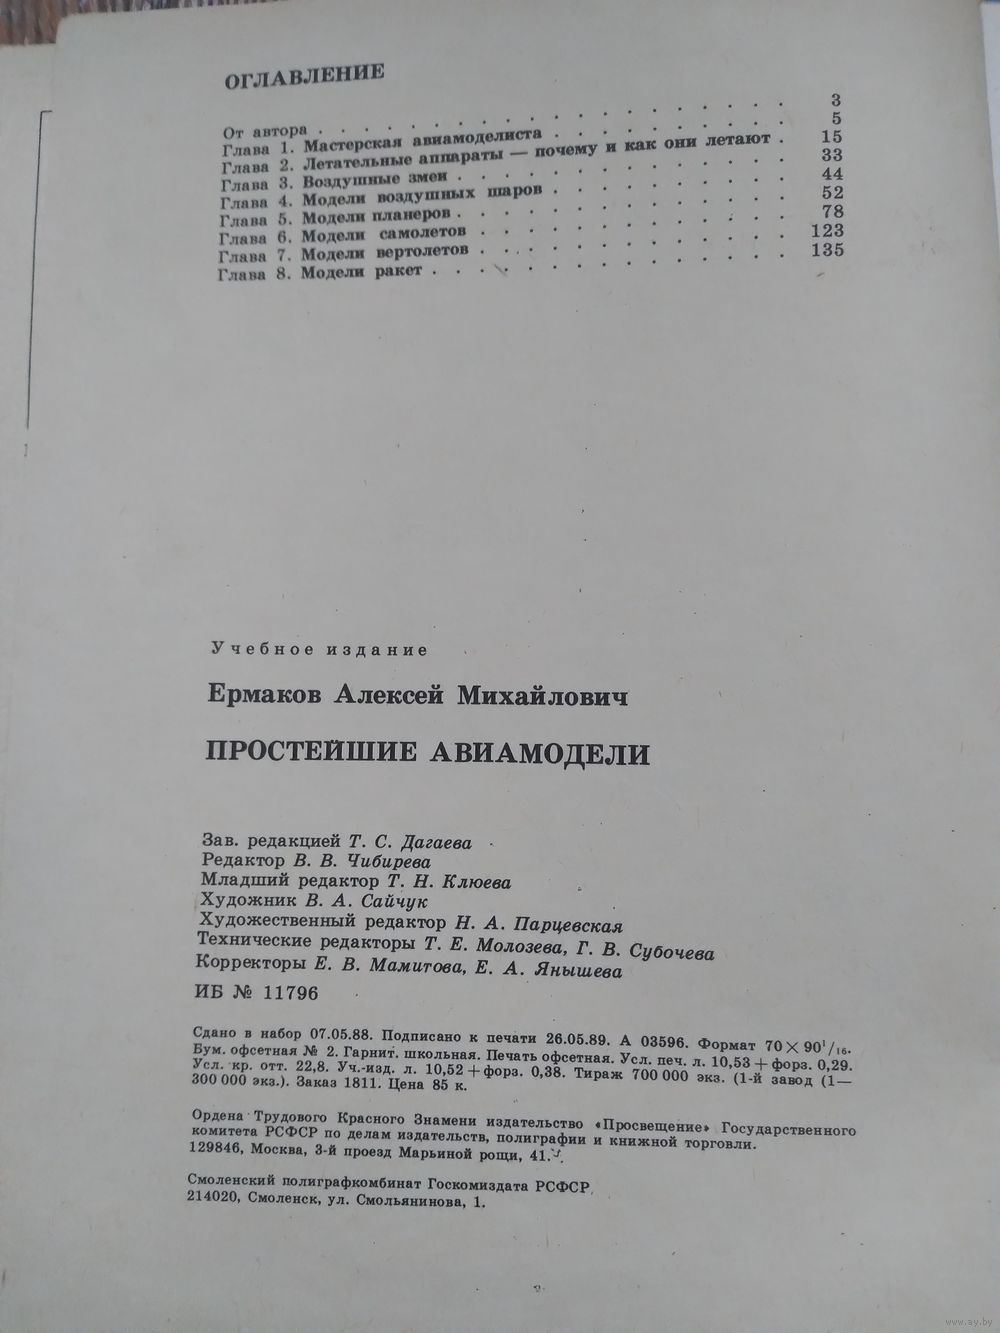 ОГЛАВЛЕНИЕ
От автора . . . . . . . . . . . . . . . . . . . . 3
Глава 1. Мастерская авиамоделиста . . . . . . . . . . 5
Глава 2. Летательные аппараты — почему и как они летают . 15
Глава 3. Воздушные змеи . . . . . . . . . . . . . . 33
Глава 4. Модели воздушных шаров . . . . . . . . . . 44
Глава 5. Модели планеров . . . . . . . . . . . . . . 52
Глава 6. Модели самолетов . . . . . . . . . . . . . 78
Глава 7. Модели вертолетов . . . . . . . . . . . . . 123
Глава 8. Модели ракет . . . . . . . . . . . . . . . 135
Учебное издание
Ермаков Алексей Михайлович
ПРОСТЕЙШИЕ АВИАМОДЕЛИ
Зав. редакцией Т. С. Дагаева
Редактор В. В. Чибирева
Младший редактор Т. Н. Клюева
Художник В. А. Сайчук
Художественный редактор Н. А. Парцевская
Технические редакторы Т. Е. Молозева, Г. В. Субочева
Корректоры Е. В. Мамитова, Е. А. Янышева
ИБ № 11796
Сдано в набор 07.05.88. Подписано к печати 26.05.89. А 03596. Формат 70×90¹/₁₆.
Бум. офсетная № 2. Гарнит. школьная. Печать офсетная. Усл. печ. л. 10,53+форз. 0,29.
Усл. кр. отт. 22,8. Уч.-изд. л. 10,52+форз. 0,38. Тираж 700 000 экз. (1-й завод (1—
300 000 экз.). Заказ 1811. Цена 85 к.
Ордена Трудового Красного Знамени издательство «Просвещение» Государственного
комитета РСФСР по делам издательств, полиграфии и книжной торговли.
129846, Москва, 3-й проезд Марьиной рощи, 41.
Смоленский полиграфкомбинат Госкомиздата РСФСР.
214020, Смоленск, ул. Смольянинова, 1.
www.ay.by